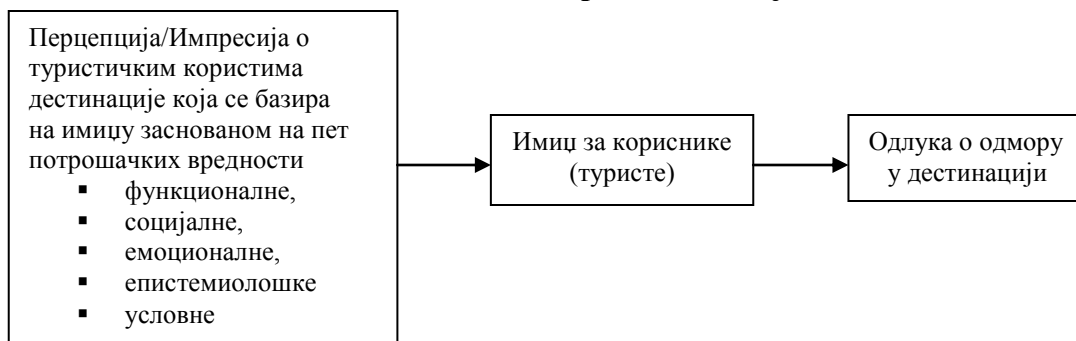 Перцепција/Импресија о
туристичким користима
дестинације која се базира
на имиџу заснованом на пет
потрошачких вредности
▪ функционалне,
▪ социјалне,
▪ емоционалне,
▪ епистемиолошке
▪ условне
Имиџ за кориснике
(туристе)
Одлука о одмору
у дестинацији